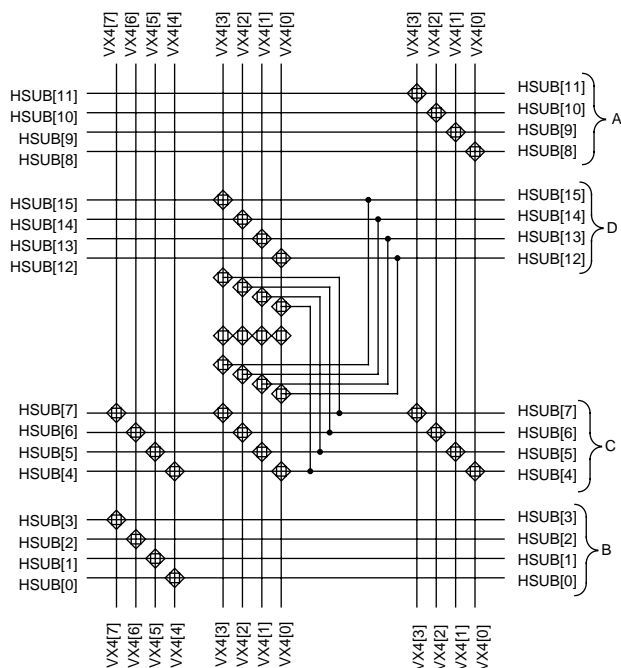 VX4[7] VX4[6] VX4[5] VX4[4] VX4[3] VX4[2] VX4[1] VX4[0] VX4[3] VX4[2] VX4[1] VX4[0]
HSUB[11] HSUB[11]
HSUB[10] HSUB[10] A
HSUB[9] HSUB[9]
HSUB[8] HSUB[8]
HSUB[15] HSUB[15]
HSUB[14] HSUB[14] D
HSUB[13] HSUB[13]
HSUB[12] HSUB[12]
HSUB[7] HSUB[7]
HSUB[6] HSUB[6] C
HSUB[5] HSUB[5]
HSUB[4] HSUB[4]
HSUB[3] HSUB[3]
HSUB[2] HSUB[2] B
HSUB[1] HSUB[1]
HSUB[0] HSUB[0]
VX4[7] VX4[6] VX4[5] VX4[4] VX4[3] VX4[2] VX4[1] VX4[0] VX4[3] VX4[2] VX4[1] VX4[0]